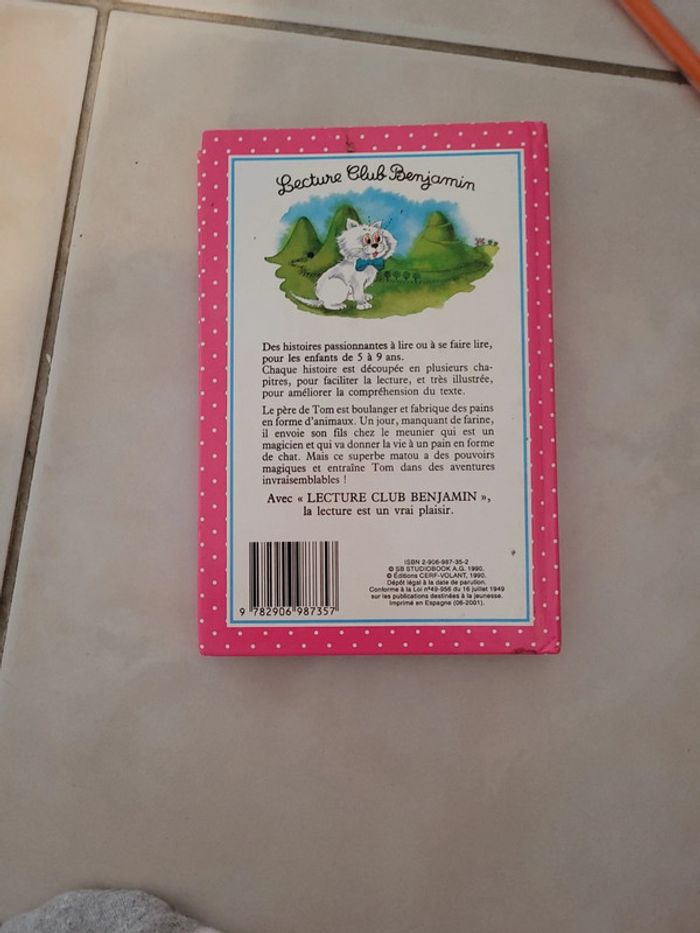 Lecture Club Benjamin
Des histoires passionnantes à lire ou à se faire lire,
pour les enfants de 5 à 9 ans.
Chaque histoire est découpée en plusieurs cha-
pitres, pour faciliter la lecture, et très illustrée,
pour améliorer la compréhension du texte.
Le père de Tom est boulanger et fabrique des pains
en forme d'animaux. Un jour, manquant de farine,
il envoie son fils chez le meunier qui est un
magicien et qui va donner la vie à un pain en forme
de chat. Mais ce superbe matou a des pouvoirs
magiques et entraîne Tom dans des aventures
invraisemblables !
Avec « LECTURE CLUB BENJAMIN »,
la lecture est un vrai plaisir.
ISBN 2-906-987-35-2
© SB STUDIOBOOK A.G. 1990.
© Éditions CERF-VOLANT, 1990.
Dépôt légal à la date de parution.
Conforme à la Loi n°49-956 du 16 juillet 1949
sur les publications destinées à la jeunesse.
Imprimé en Espagne (06-2001).
9 782906 987357